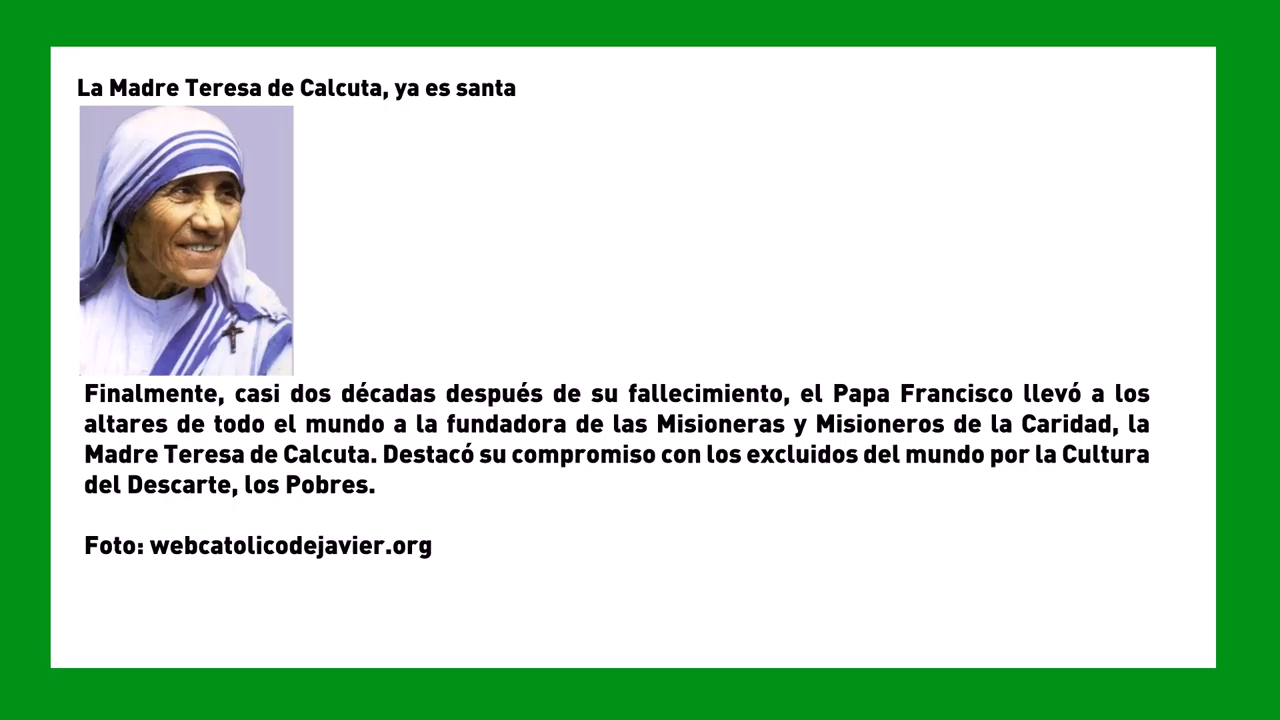 La Madre Teresa de Calcuta, ya es santa
Finalmente, casi dos décadas después de su fallecimiento, el Papa Francisco llevó a los
altares de todo el mundo a la fundadora de las Misioneras y Misioneros de la Caridad, la
Madre Teresa de Calcuta. Destacó su compromiso con los excluidos del mundo por la Cultura
del Descarte, los Pobres.
Foto: webcatolicodejavier.org